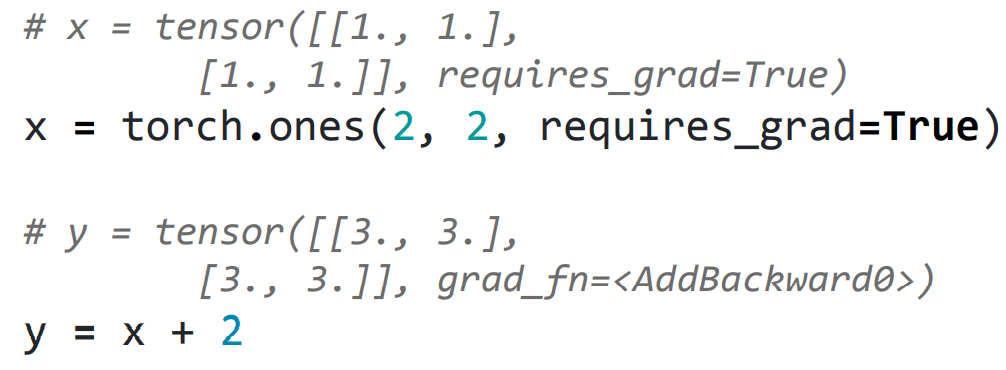 # x = tensor([[1., 1.],
[1., 1.]], requires_grad=True)
x = torch.ones(2, 2, requires_grad=True)
# y = tensor([[3., 3.],
[3., 3.]], grad_fn=<AddBackward0>)
y = x + 2